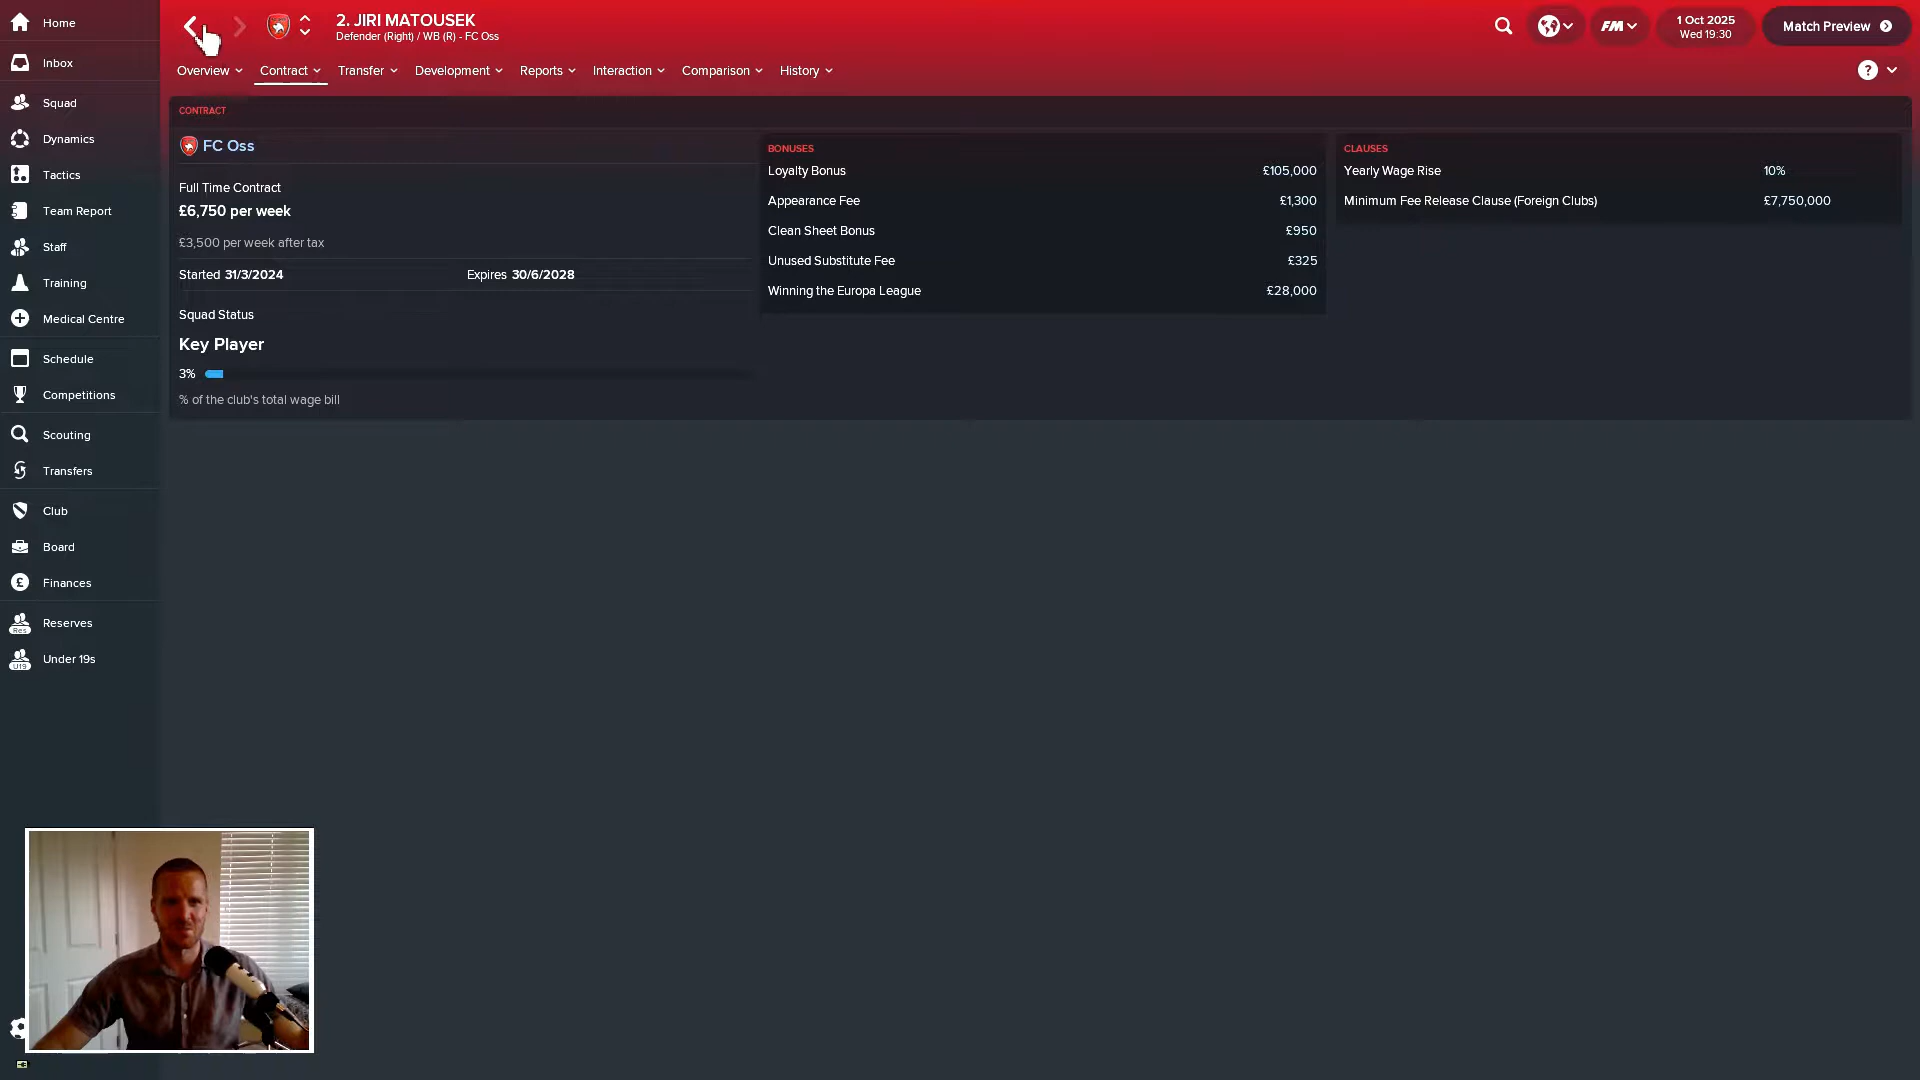 Home
Inbox
Squad
Dynamics
Tactics
Team Report
Staff
Training
Medical Centre
Schedule
Competitions
Scouting
Transfers
Club
Board
Finances
Res
Reserves
U19
Under 19s
2. JIRI MATOUSEK
Defender (Right) / WB (R) - FC Oss
FM
1 Oct 2025
Wed 19:30
Match Preview
Overview
Contract
Transfer
Development
Reports
Interaction
Comparison
History
?
CONTRACT
FC Oss
Full Time Contract
£6,750 per week
£3,500 per week after tax
Started 31/3/2024
Expires 30/6/2028
Squad Status
Key Player
3%
% of the club's total wage bill
BONUSES
Loyalty Bonus £105,000
Appearance Fee £1,300
Clean Sheet Bonus £950
Unused Substitute Fee £325
Winning the Europa League £28,000
CLAUSES
Yearly Wage Rise 10%
Minimum Fee Release Clause (Foreign Clubs) £7,750,000